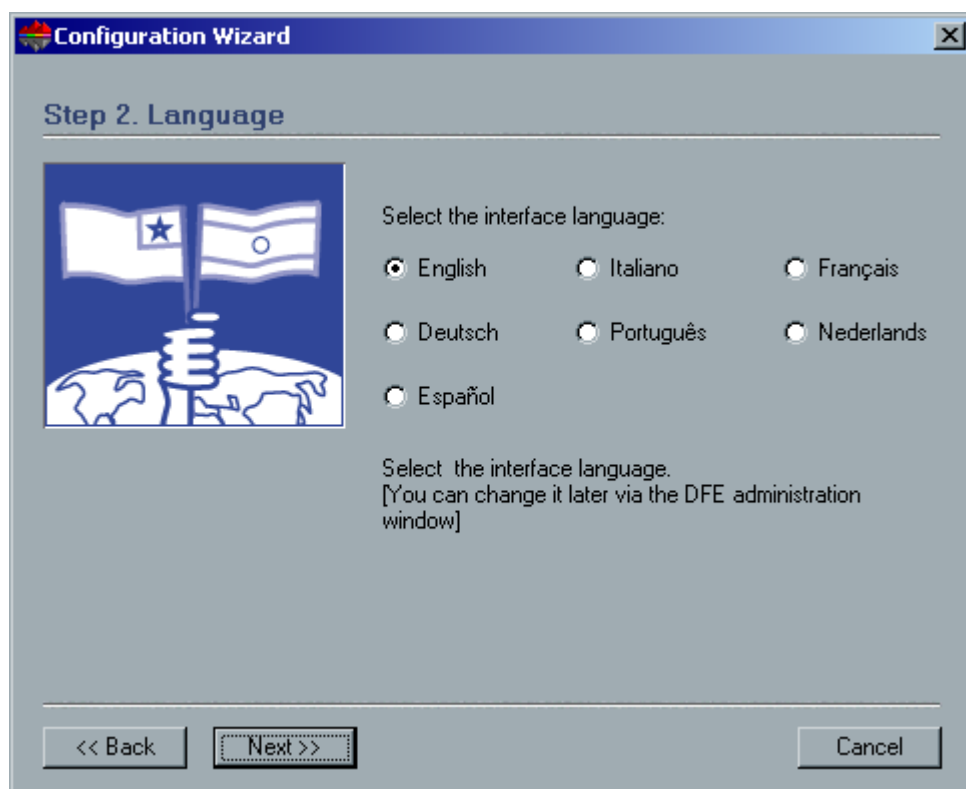 Configuration Wizard
Step 2. Language
Select the interface language:
English Italiano Français
Deutsch Português Nederlands
Español
Select  the interface language.
[You can change it later via the DFE administration
window]
<< Back Next >> Cancel